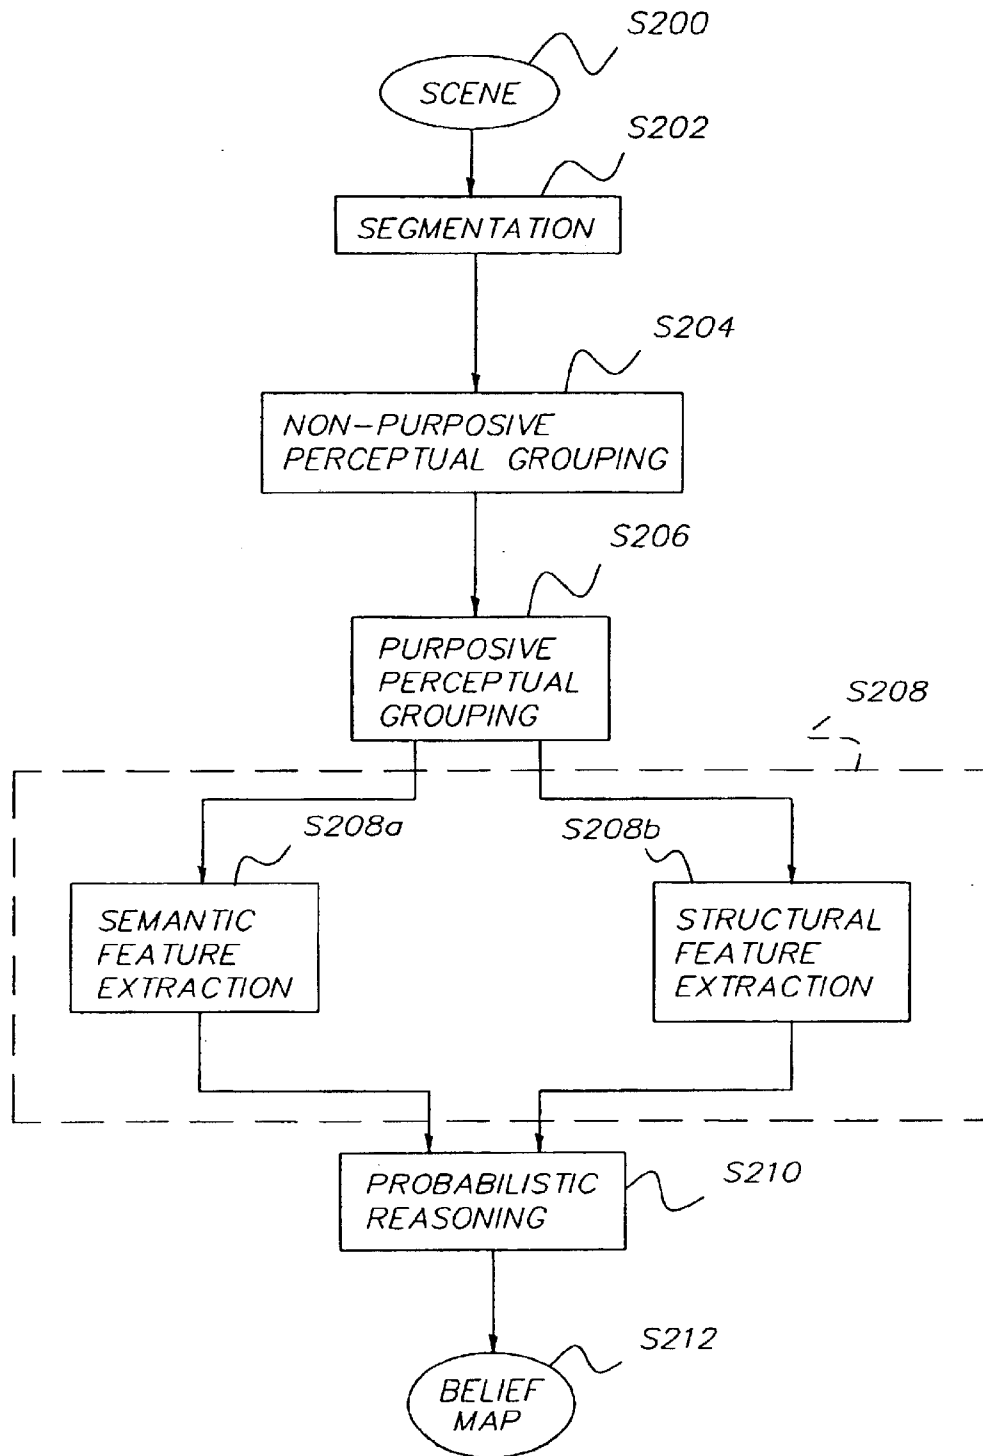 S200
SCENE
S202
SEGMENTATION
S204
NON-PURPOSIVE
PERCEPTUAL GROUPING
S206
PURPOSIVE
PERCEPTUAL
GROUPING
S208
S208a
S208b
SEMANTIC
FEATURE
EXTRACTION
STRUCTURAL
FEATURE
EXTRACTION
PROBABILISTIC
REASONING
S210
S212
BELIEF
MAP